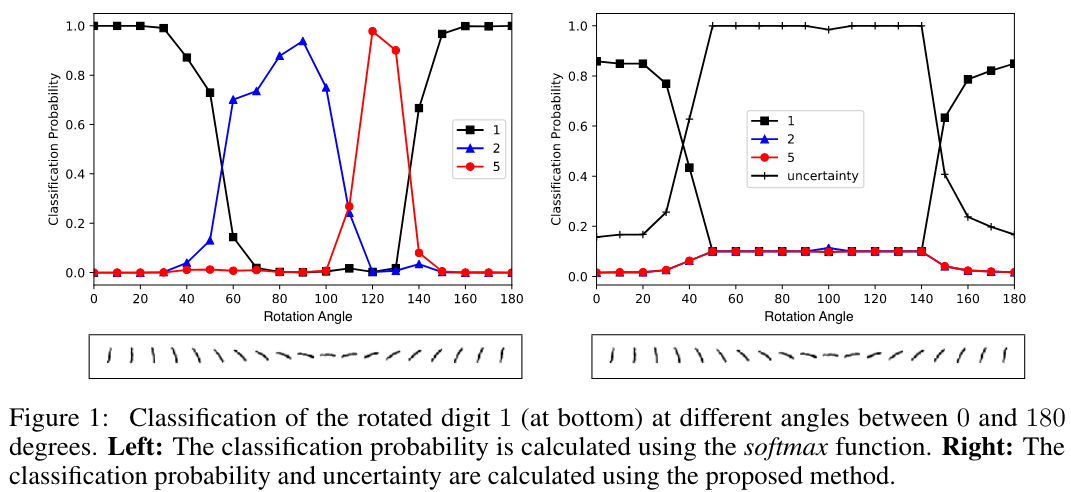 1.0
0.8
0.6
0.4
0.2
0.0
Classification Probability
1
2
5
0 20 40 60 80 100 120 140 160 180
Rotation Angle
1.0
0.8
0.6
0.4
0.2
0.0
Classification Probability
1
2
5
uncertainty
0 20 40 60 80 100 120 140 160 180
Rotation Angle
Figure 1: Classification of the rotated digit 1 (at bottom) at different angles between 0 and 180
degrees. Left: The classification probability is calculated using the softmax function. Right: The
classification probability and uncertainty are calculated using the proposed method.